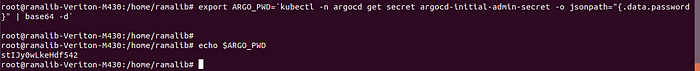 root@ramalib-Veriton-M430:/home/ramalib# export ARGO_PWD=`kubectl -n argocd get secret argocd-initial-admin-secret -o jsonpath="{.data.password
}" | base64 -d`
root@ramalib-Veriton-M430:/home/ramalib#
root@ramalib-Veriton-M430:/home/ramalib# echo $ARGO_PWD
stIJy0wLkeHdf542
root@ramalib-Veriton-M430:/home/ramalib#